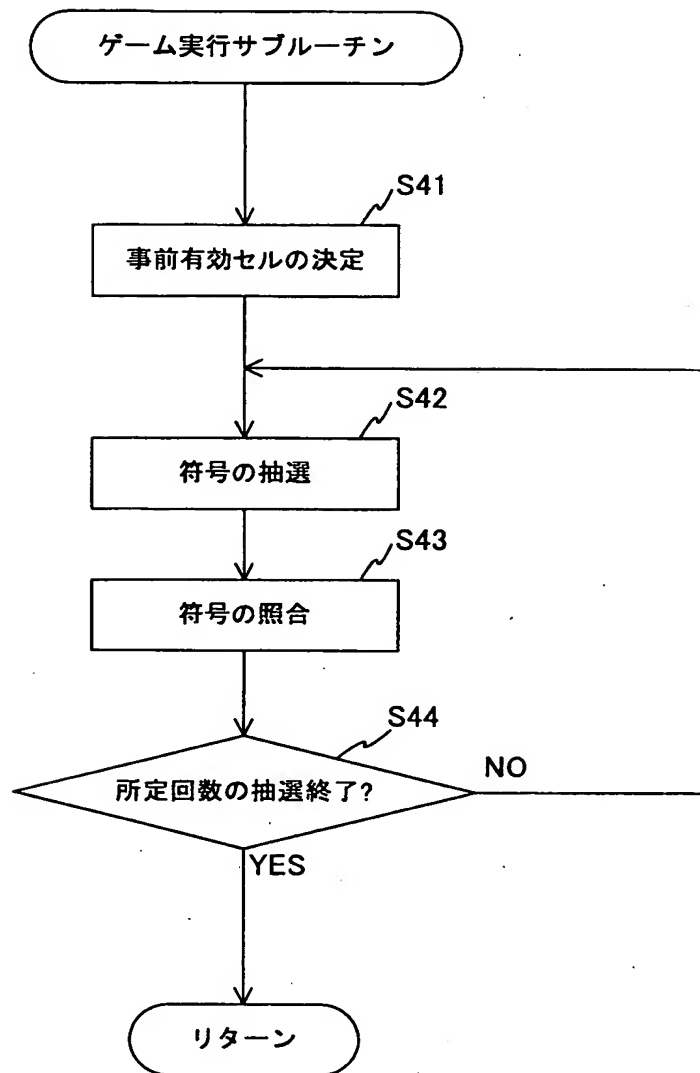 ゲーム実行サブルーチン
S41
事前有効セルの決定
S42
符号の抽選
S43
符号の照合
S44
所定回数の抽選終了?
NO
YES
リターン